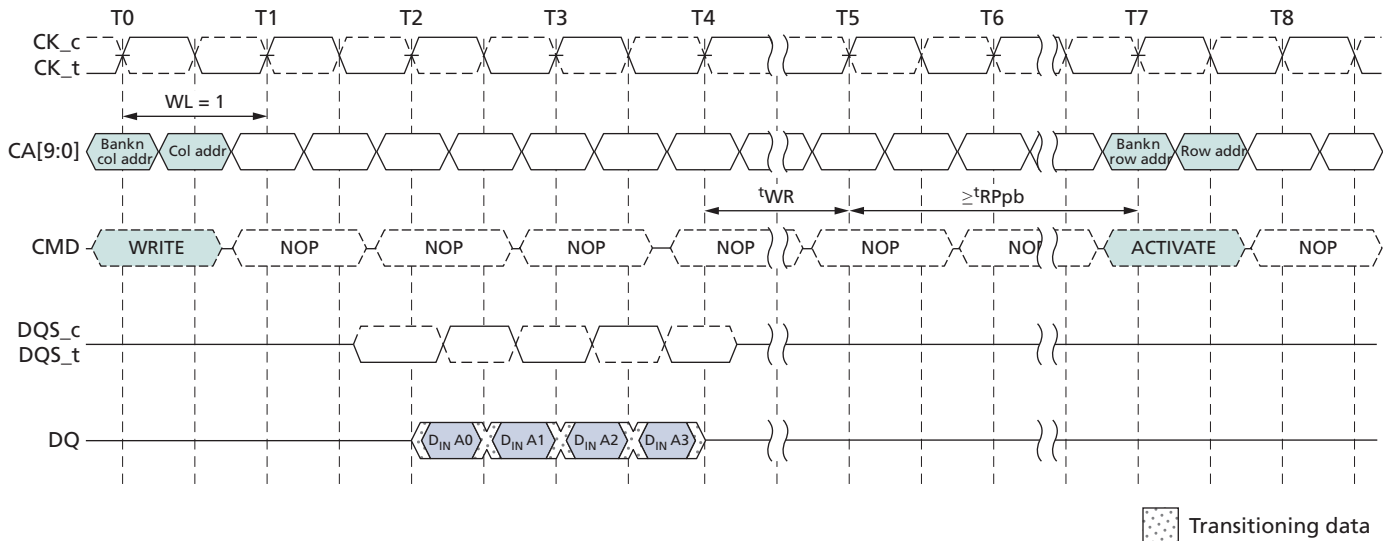 T0 T1 T2 T3 T4 T5 T6 T7 T8
CK_c
CK_t
WL = 1
CA[9:0] Bankn col addr Col addr Bankn row addr Row addr
tWR ≥tRPpb
CMD WRITE NOP NOP NOP NOP NOP NOP ACTIVATE NOP
DQS_c
DQS_t
DQ DIN A0 DIN A1 DIN A2 DIN A3
Transitioning data